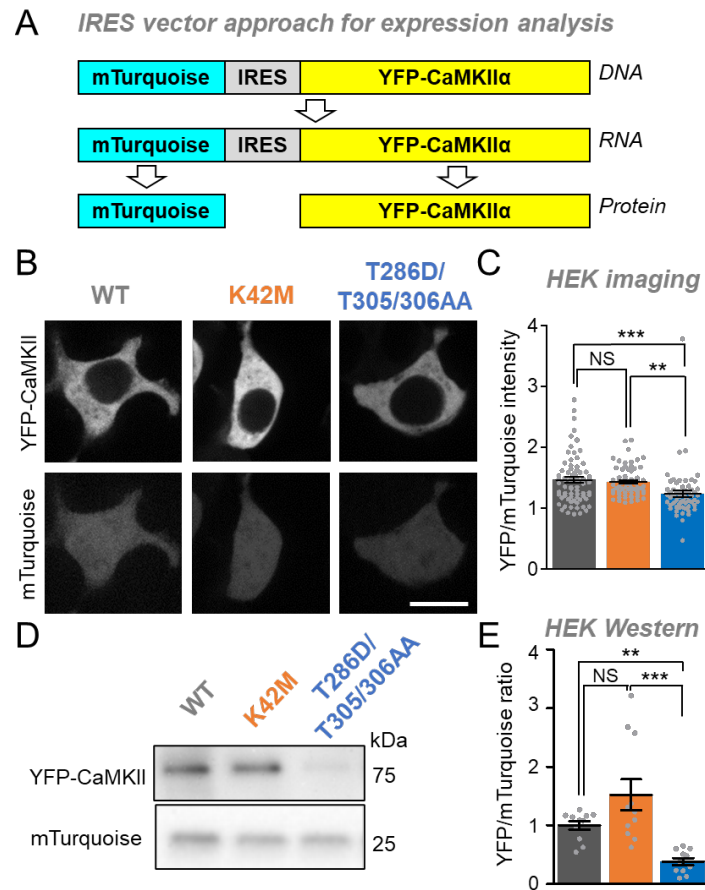 A
IRES vector approach for expression analysis
mTurquoise IRES YFP-CaMKIIα DNA
mTurquoise IRES YFP-CaMKIIα RNA
mTurquoise YFP-CaMKIIα Protein
B
WT
K42M
T286D/
T305/306AA
YFP-CaMKII
mTurquoise
C
HEK imaging
YFP/mTurquoise intensity
4
3
2
1
0
***
NS
**
D
WT
K42M
T286D/
T305/306AA
kDa
YFP-CaMKII
75
mTurquoise
25
E
HEK Western
YFP/mTurquoise ratio
4
3
2
1
0
**
NS
***